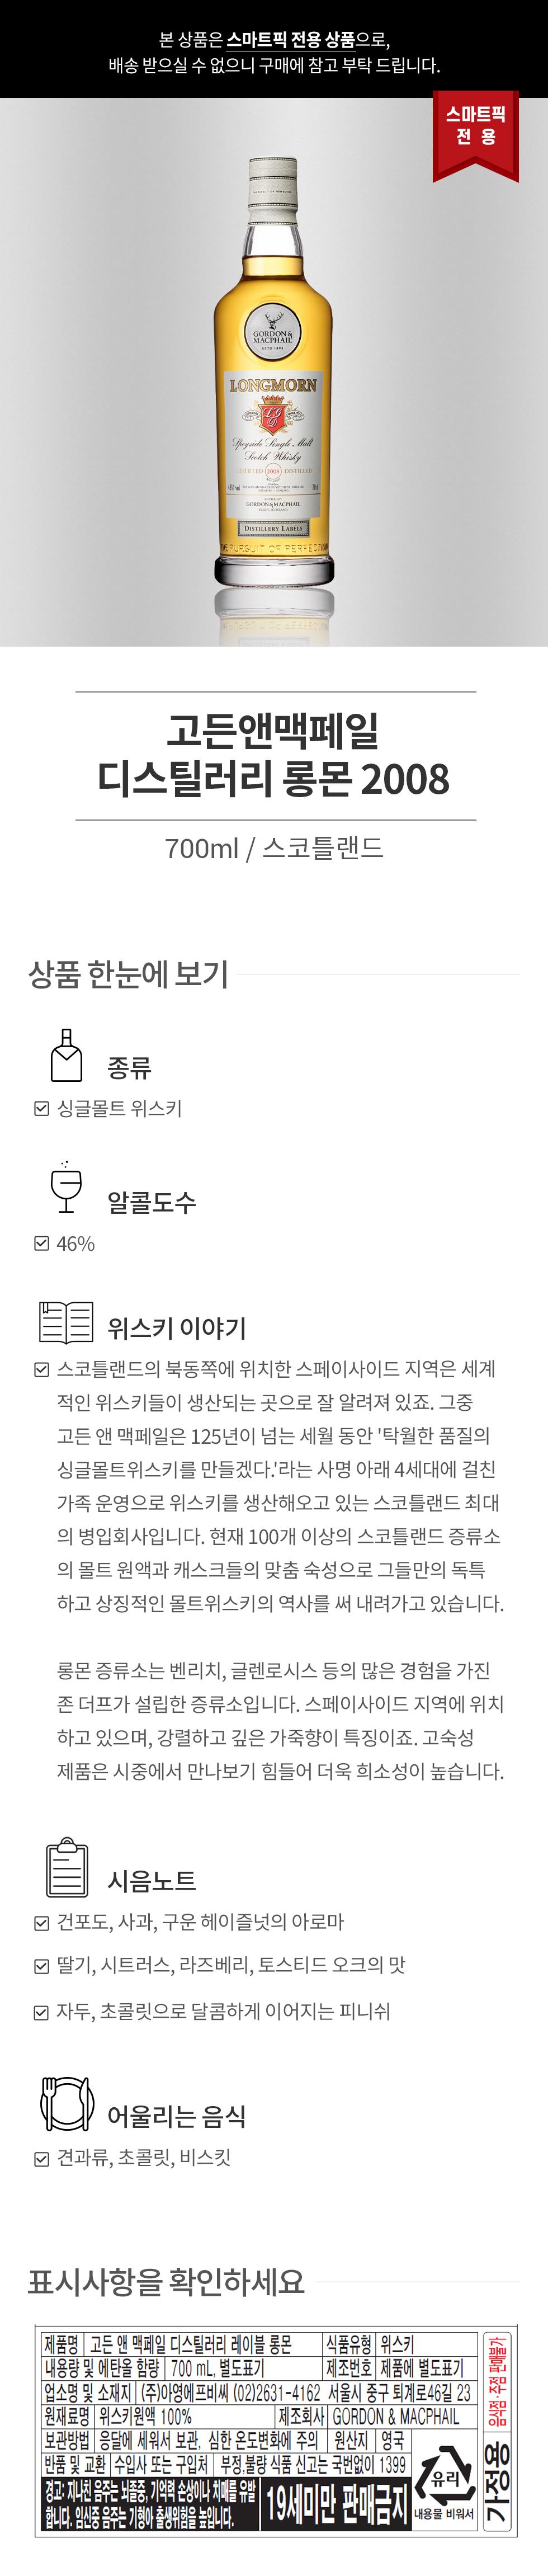 본 상품은 스마트픽 전용 상품으로,
배송 받으실 수 없으니 구매에 참고 부탁 드립니다.
스마트픽
전 용
GORDON &
MACPHAIL
ESTD 1895
LONGMORN
Speyside Single Malt
Scotch Whisky
DISTILLED 2008 DISTILLED
46%vol 70cl
GORDON & MACPHAIL
DISTILLERY LABELS
THE PURSUIT OF PERFECTION
고든앤맥페일
디스틸러리 롱몬 2008
700ml / 스코틀랜드
상품 한눈에 보기
종류
싱글몰트 위스키
알콜도수
46%
위스키 이야기
스코틀랜드의 북동쪽에 위치한 스페이사이드 지역은 세계
적인 위스키들이 생산되는 곳으로 잘 알려져 있죠. 그중
고든 앤 맥페일은 125년이 넘는 세월 동안 '탁월한 품질의
싱글몰트위스키를 만들겠다.'라는 사명 아래 4세대에 걸친
가족 운영으로 위스키를 생산해오고 있는 스코틀랜드 최대
의 병입회사입니다. 현재 100개 이상의 스코틀랜드 증류소
의 몰트 원액과 캐스크들의 맞춤 숙성으로 그들만의 독특
하고 상징적인 몰트위스키의 역사를 써 내려가고 있습니다.
롱몬 증류소는 벤리치, 글렌로시스 등의 많은 경험을 가진
존 더프가 설립한 증류소입니다. 스페이사이드 지역에 위치
하고 있으며, 강렬하고 깊은 가죽향이 특징이죠. 고숙성
제품은 시중에서 만나보기 힘들어 더욱 희소성이 높습니다.
시음노트
건포도, 사과, 구운 헤이즐넛의 아로마
딸기, 시트러스, 라즈베리, 토스티드 오크의 맛
자두, 초콜릿으로 달콤하게 이어지는 피니쉬
어울리는 음식
견과류, 초콜릿, 비스킷
표시사항을 확인하세요
제품명 고든 앤 맥페일 디스틸러리 레이블 롱몬 식품유형 위스키
내용량 및 에탄올 함량 700 mL, 별도표기 제조번호 제품에 별도표기
업소명 및 소재지 (주)아영에프비씨 (02)2631-4162 서울시 중구 퇴계로46길 23
원재료명 위스키원액 100% 제조회사 GORDON & MACPHAIL
보관방법 응달에 세워서 보관, 심한 온도변화에 주의 원산지 영국
반품 및 교환 수입사 또는 구입처 부정,불량 식품 신고는 국번없이 1399
경고: 지나친 음주는 뇌졸중, 기억력 손상이나 치매를 유발
합니다. 임신중 음주는 기형아 출생위험을 높입니다.
19세미만 판매금지
유리
내용물 비워서
가정용
음식점·주점 판매불가